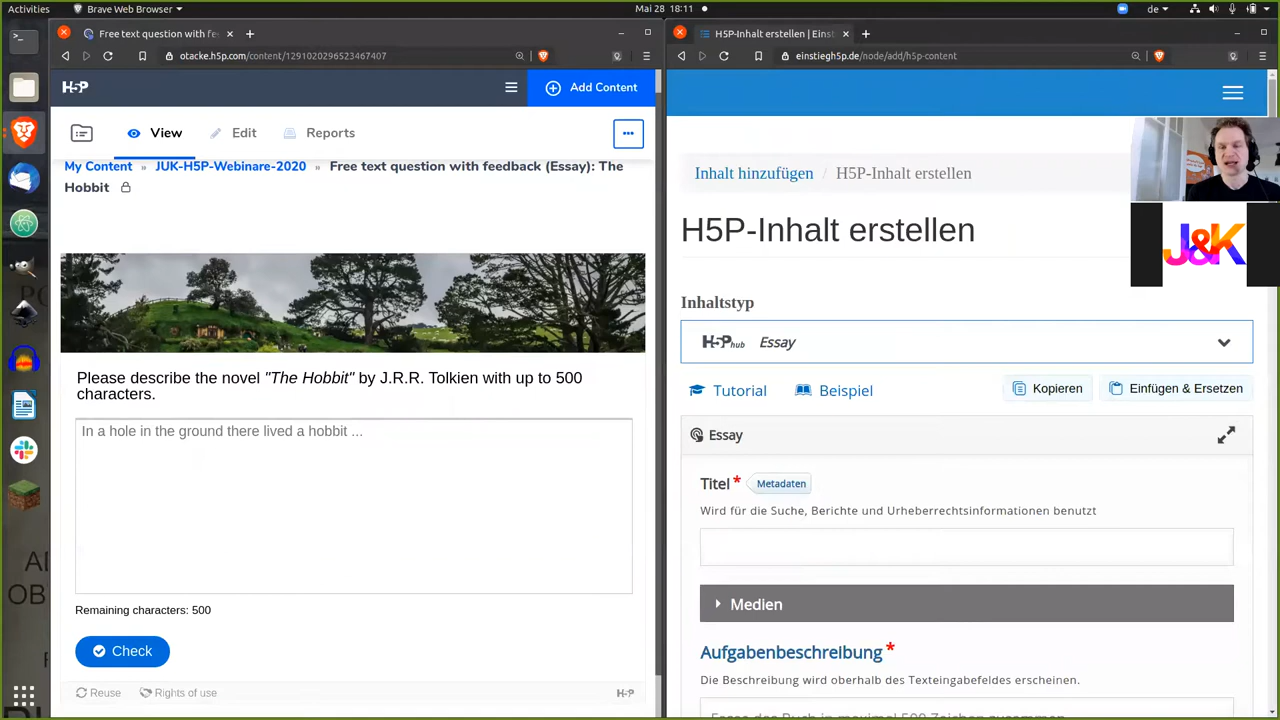 Activities
Brave Web Browser
Mai 28 18:11
de
Free text question with fe
otacke.h5p.com/content/1291020296523467407
H5P
Add Content
View
Edit
Reports
My Content » JUK-H5P-Webinare-2020 » Free text question with feedback (Essay): The
Hobbit
Please describe the novel "The Hobbit" by J.R.R. Tolkien with up to 500
characters.
In a hole in the ground there lived a hobbit ...
Remaining characters: 500
Check
Reuse
Rights of use
H5P
H5P-Inhalt erstellen | Einst
einstiegh5p.de/node/add/h5p-content
Inhalt hinzufügen / H5P-Inhalt erstellen
J&K
H5P-Inhalt erstellen
Inhaltstyp
H5P hub Essay
Tutorial
Beispiel
Kopieren
Einfügen & Ersetzen
Essay
Titel *
Metadaten
Wird für die Suche, Berichte und Urheberrechtsinformationen benutzt
Medien
Aufgabenbeschreibung *
Die Beschreibung wird oberhalb des Texteingabefeldes erscheinen.